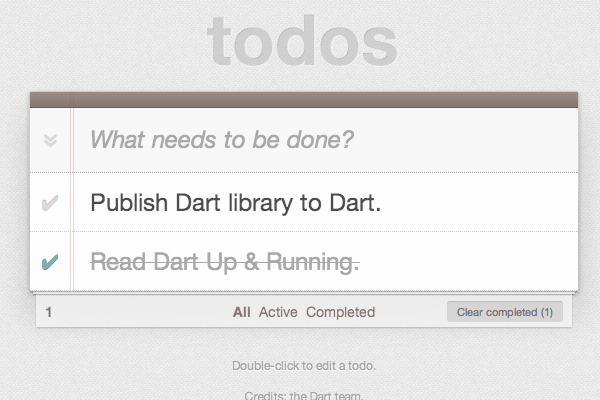 todos
What needs to be done?
Publish Dart library to Dart.
Read Dart Up & Running.
1 All Active Completed Clear completed (1)
Double-click to edit a todo.
Credits: the Dart team.